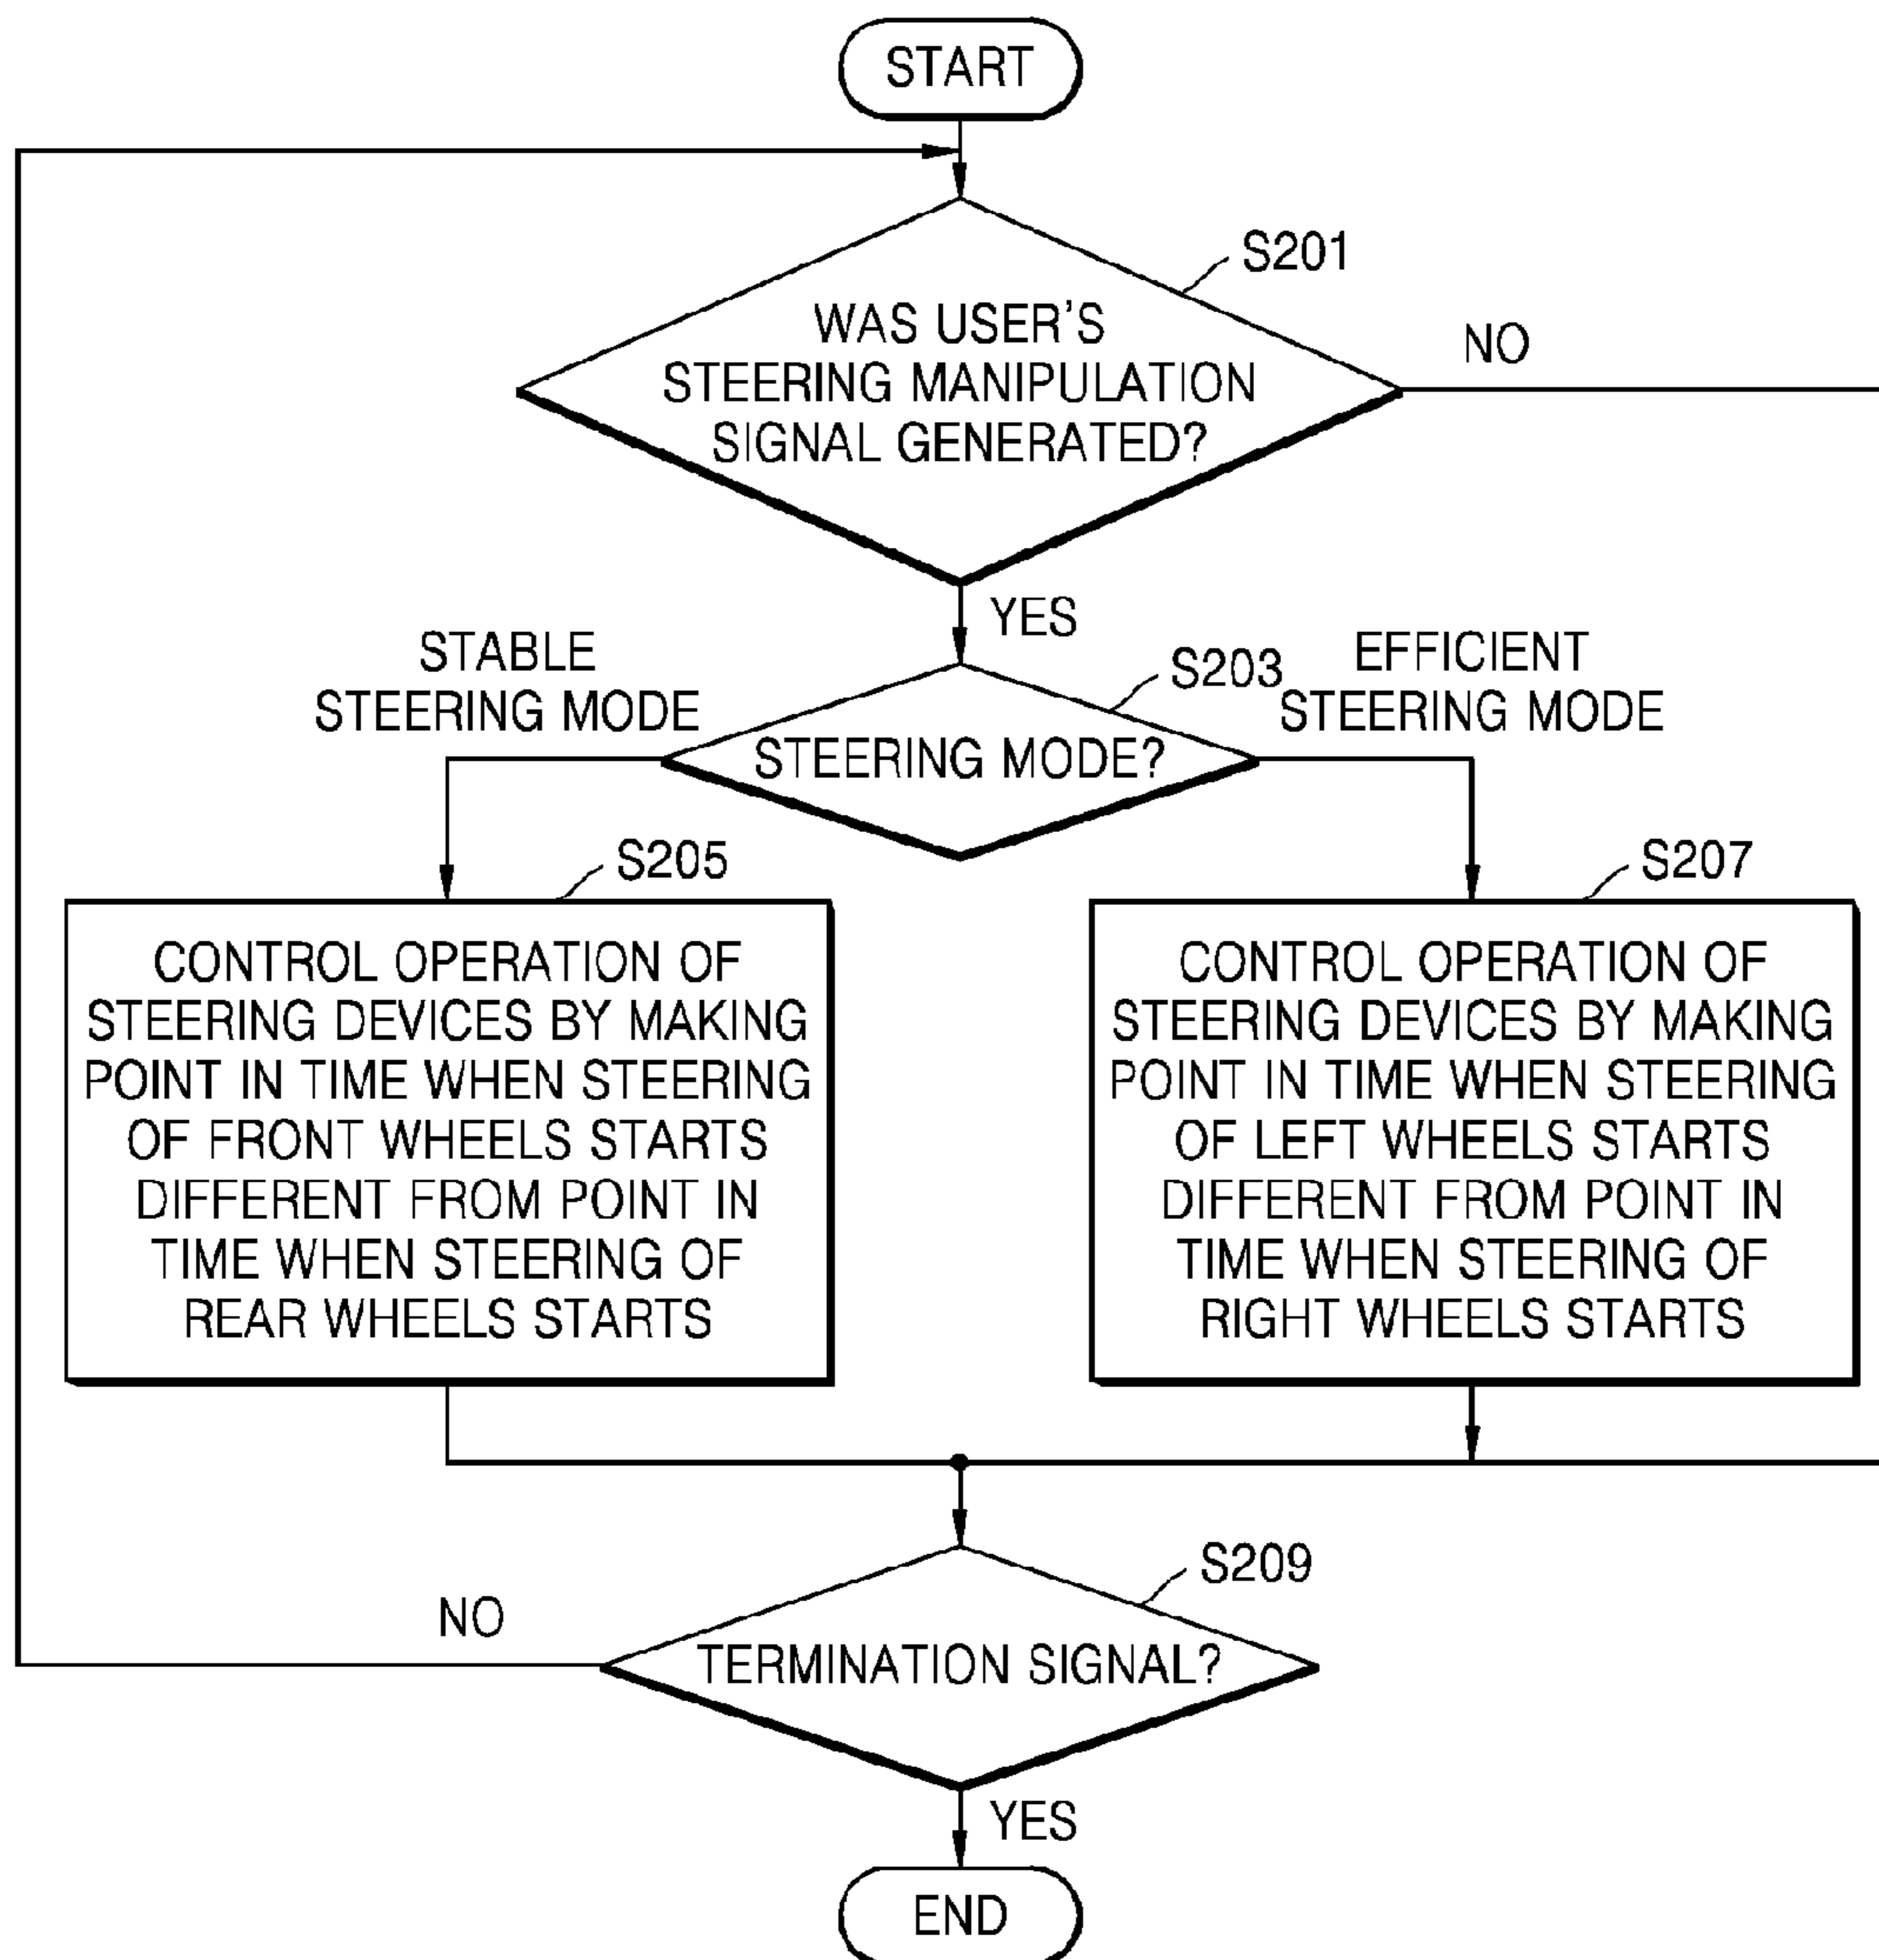 START
S201
WAS USER'S
STEERING MANIPULATION
SIGNAL GENERATED?
NO
YES
STABLE
STEERING MODE
S203
EFFICIENT
STEERING MODE
STEERING MODE?
S205
CONTROL OPERATION OF
STEERING DEVICES BY MAKING
POINT IN TIME WHEN STEERING
OF FRONT WHEELS STARTS
DIFFERENT FROM POINT IN
TIME WHEN STEERING OF
REAR WHEELS STARTS
S207
CONTROL OPERATION OF
STEERING DEVICES BY MAKING
POINT IN TIME WHEN STEERING
OF LEFT WHEELS STARTS
DIFFERENT FROM POINT IN
TIME WHEN STEERING OF
RIGHT WHEELS STARTS
S209
NO
TERMINATION SIGNAL?
YES
END